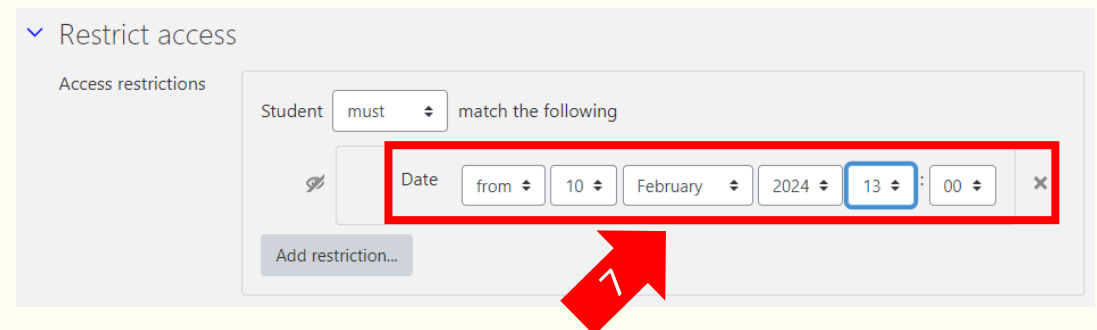 Restrict access
Access restrictions
Student must match the following
Date from 10 February 2024 13 : 00
Add restriction...
7